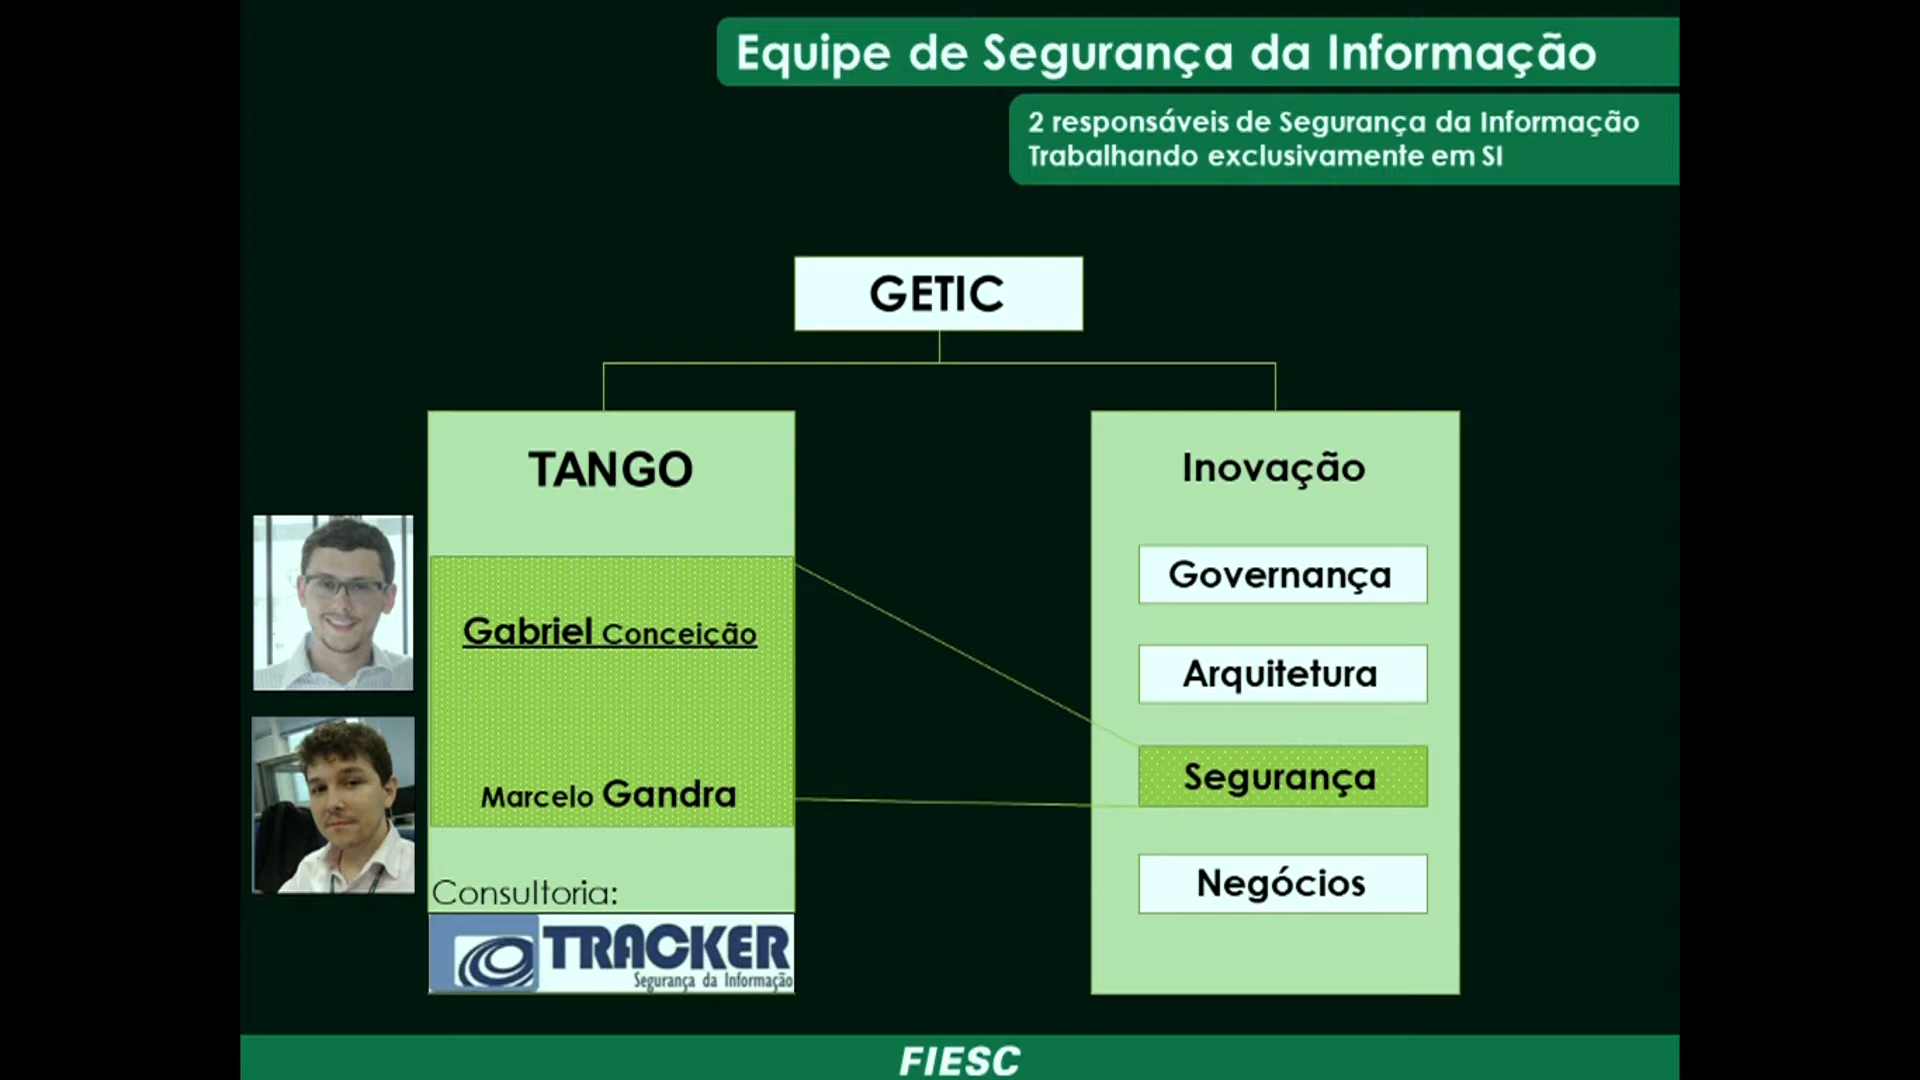 Equipe de Segurança da Informação
2 responsáveis de Segurança da Informação
Trabalhando exclusivamente em SI
GETIC
TANGO
Gabriel Conceição
Marcelo Gandra
Consultoria:
TRACKER
Segurança da Informação
Inovação
Governança
Arquitetura
Segurança
Negócios
FIESC